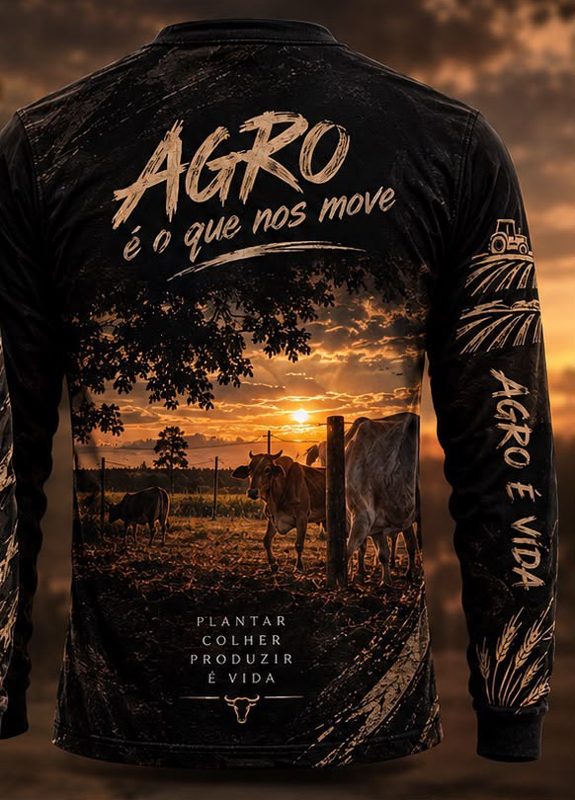 AGRO
é o que nos move
PLANTAR
COLHER
PRODUZIR
É VIDA
AGRO É VIDA